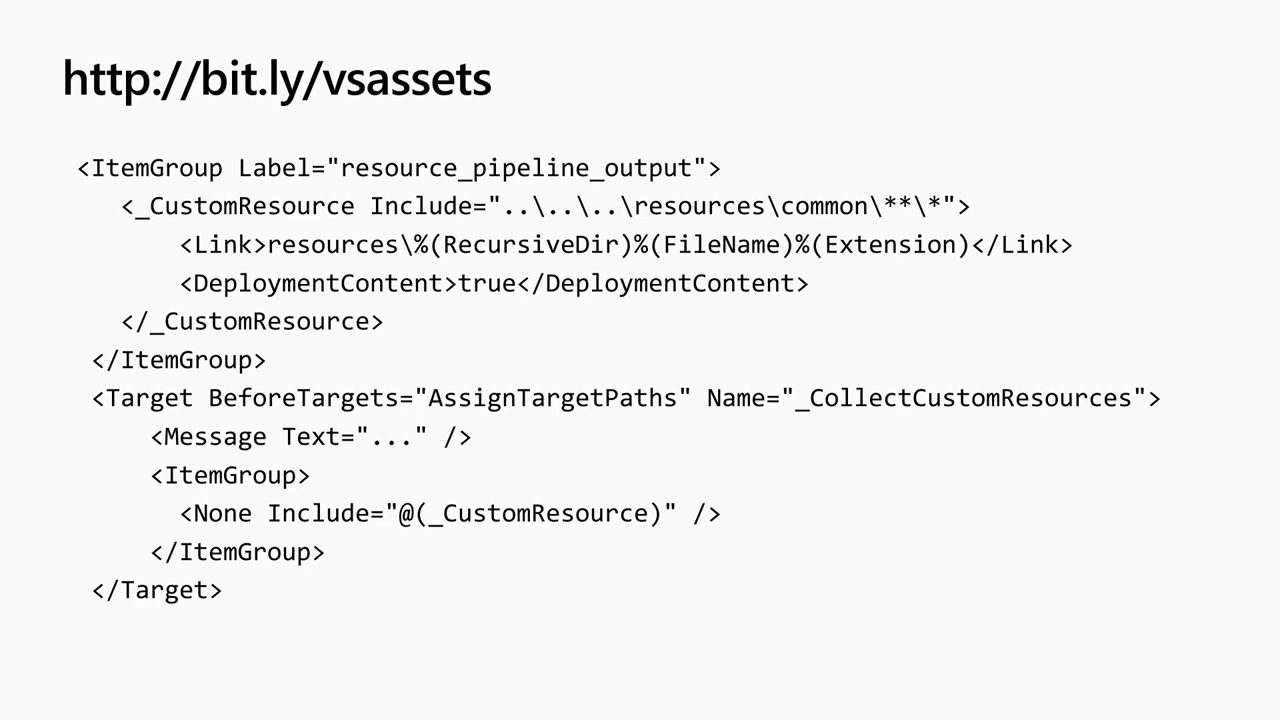 http://bit.ly/vsassets
<ItemGroup Label="resource_pipeline_output">
<_CustomResource Include="..\..\..\resources\common\**\*">
<Link>resources\%(RecursiveDir)%(FileName)%(Extension)</Link>
<DeploymentContent>true</DeploymentContent>
</_CustomResource>
</ItemGroup>
<Target BeforeTargets="AssignTargetPaths" Name="_CollectCustomResources">
<Message Text="..." />
<ItemGroup>
<None Include="@(_CustomResource)" />
</ItemGroup>
</Target>